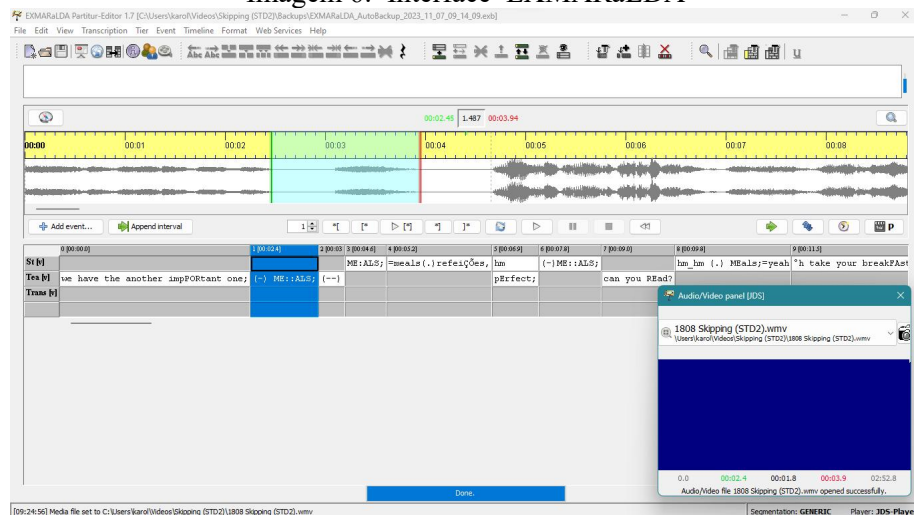 Imagem 6: Interface EXMARaLDA
EXMARaLDA Partitur-Editor 1.7 [C:\Users\karol\Videos\Skipping (STD2)\Backups\EXMARaLDA_AutoBackup_2023_11_07_09_14_09.exb]
File Edit View Transcription Tier Event Timeline Format Web Services Help
00:02.45 1.487 00:03.94
00:00 00:01 00:02 00:03 00:04 00:05 00:06 00:07 00:08
Add event... Append interval 1 P
0 [00:00.0] 1 [00:02.4] 2 [00:03 3 [00:04.6] 4 [00:05.2] 5 [00:06.9] 6 [00:07.8] 7 [00:09.0] 8 [00:09.8] 9 [00:11.5]
St [v] ME:ALS; =meals(.)refeiÇÕes, hm (-)ME::ALS; hm_hm (.) MEals;=yeah °h take your breakFAst
Tea [v] we have the another impPORtant one; (-) ME::ALS; (--) pErfect; can you REad?
Trans [v]
Audio/Video panel [JDS]
1808 Skipping (STD2).wmv
\Users\karol\Videos\Skipping (STD2)\1808 Skipping (STD2).wmv
0.0 00:02.4 00:01.8 00:03.9 02:52.8
Audio/Video file 1808 Skipping (STD2).wmv opened successfully.
Done.
[09:24:56] Media file set to C:\Users\karol\Videos\Skipping (STD2)\1808 Skipping (STD2).wmv Segmentation: GENERIC Player: JDS-Player